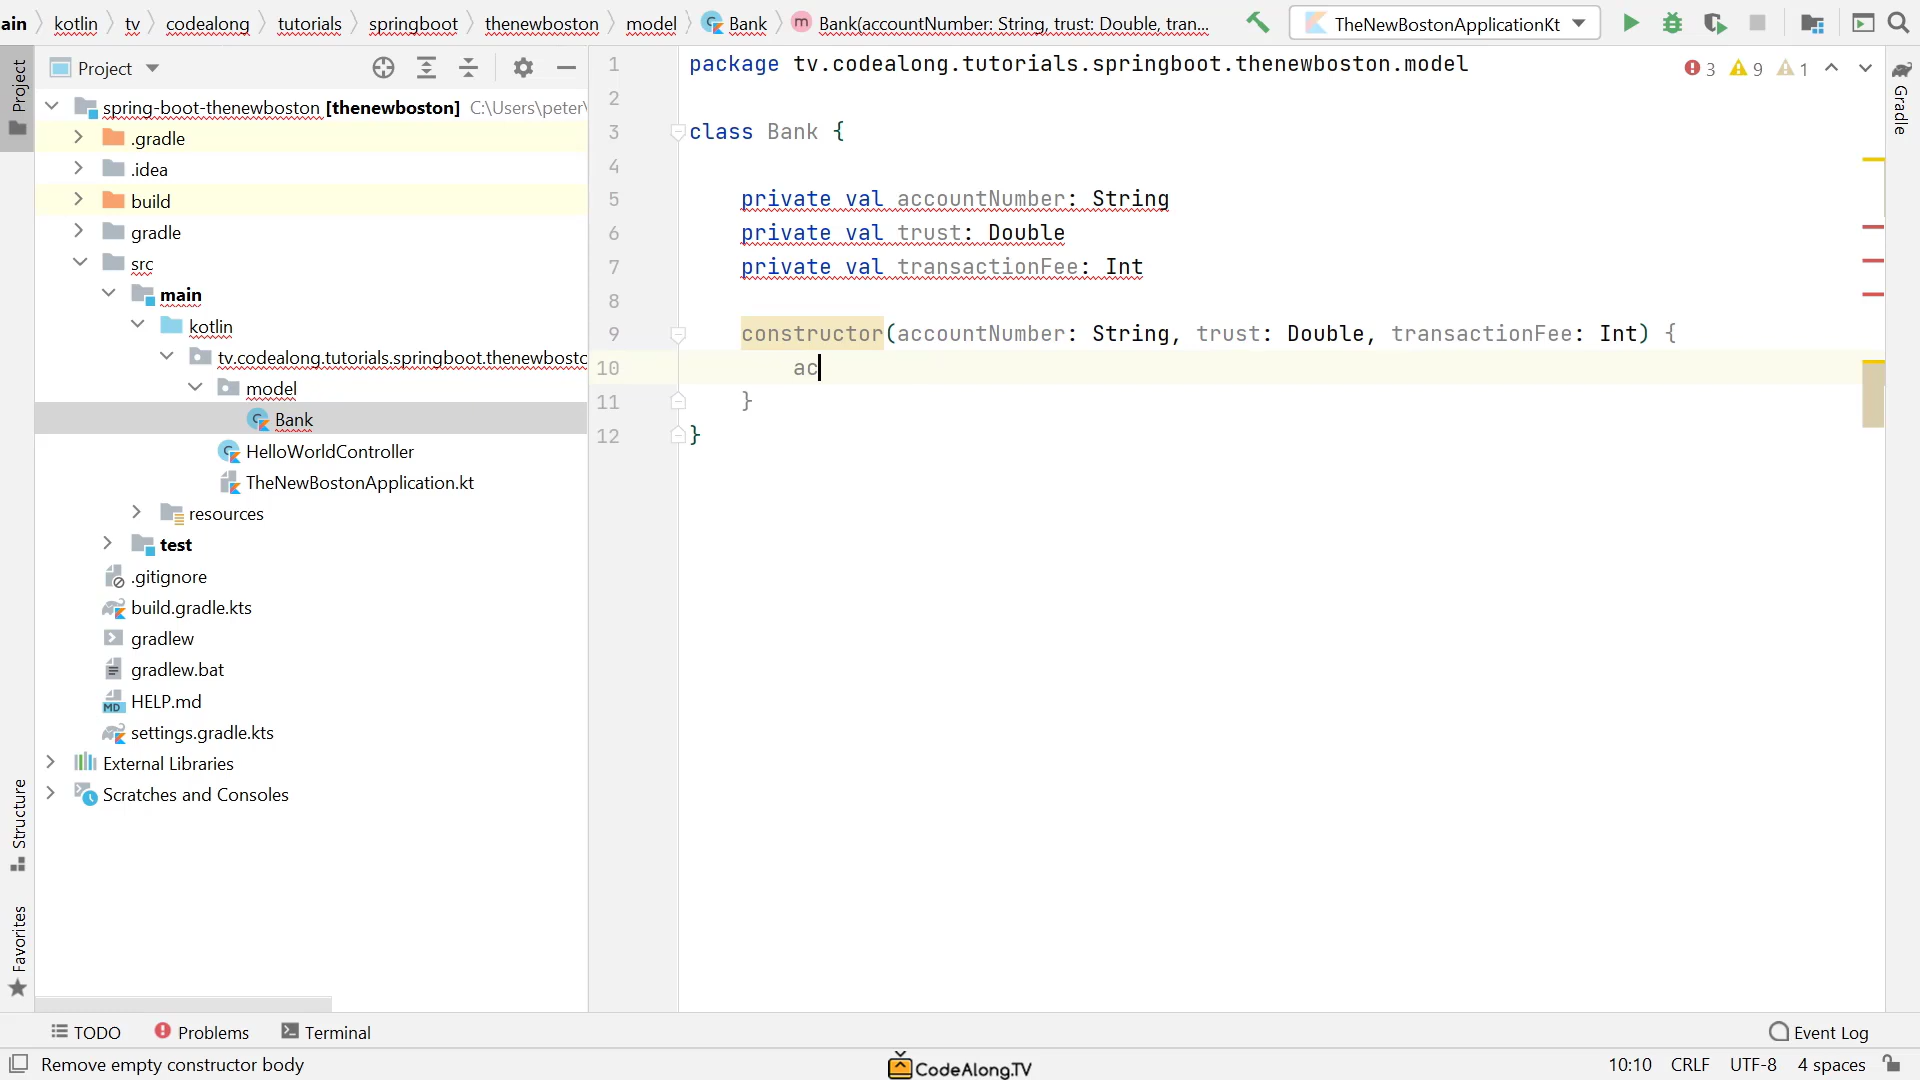 ain kotlin tv codealong tutorials springboot thenewboston model Bank m Bank(accountNumber: String, trust: Double, tran... TheNewBostonApplicationKt
Project
Project
spring-boot-thenewboston [thenewboston] C:\Users\peter\
.gradle
.idea
build
gradle
src
main
kotlin
tv.codealong.tutorials.springboot.thenewbostc
model
Bank
HelloWorldController
TheNewBostonApplication.kt
resources
test
.gitignore
build.gradle.kts
gradlew
gradlew.bat
MD HELP.md
settings.gradle.kts
External Libraries
Scratches and Consoles
Structure
Favorites
1 package tv.codealong.tutorials.springboot.thenewboston.model
2
3 class Bank {
4
5 private val accountNumber: String
6 private val trust: Double
7 private val transactionFee: Int
8
9 constructor(accountNumber: String, trust: Double, transactionFee: Int) {
10 ac
11 }
12 }
3 9 1
Gradle
TODO Problems Terminal Event Log
Remove empty constructor body CodeAlong.TV 10:10 CRLF UTF-8 4 spaces